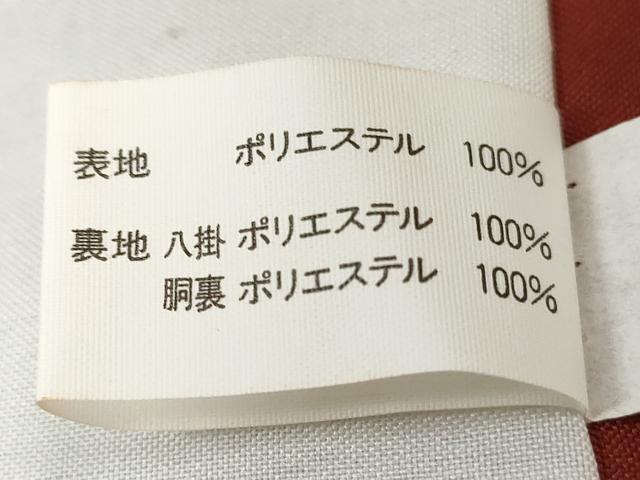 表地 ポリエステル 100%
裏地 八掛 ポリエステル 100%
胴裏 ポリエステル 100%